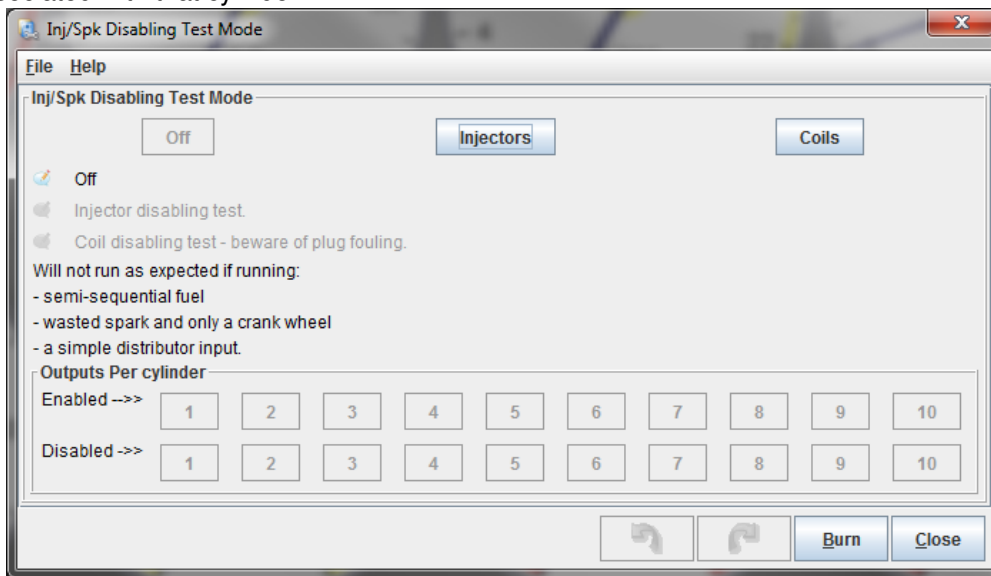 Inj/Spk Disabling Test Mode
File Help
Inj/Spk Disabling Test Mode
Off Injectors Coils
Off
Injector disabling test.
Coil disabling test - beware of plug fouling.
Will not run as expected if running:
- semi-sequential fuel
- wasted spark and only a crank wheel
- a simple distributor input.
Outputs Per cylinder
Enabled -->> 1 2 3 4 5 6 7 8 9 10
Disabled ->> 1 2 3 4 5 6 7 8 9 10
Burn Close